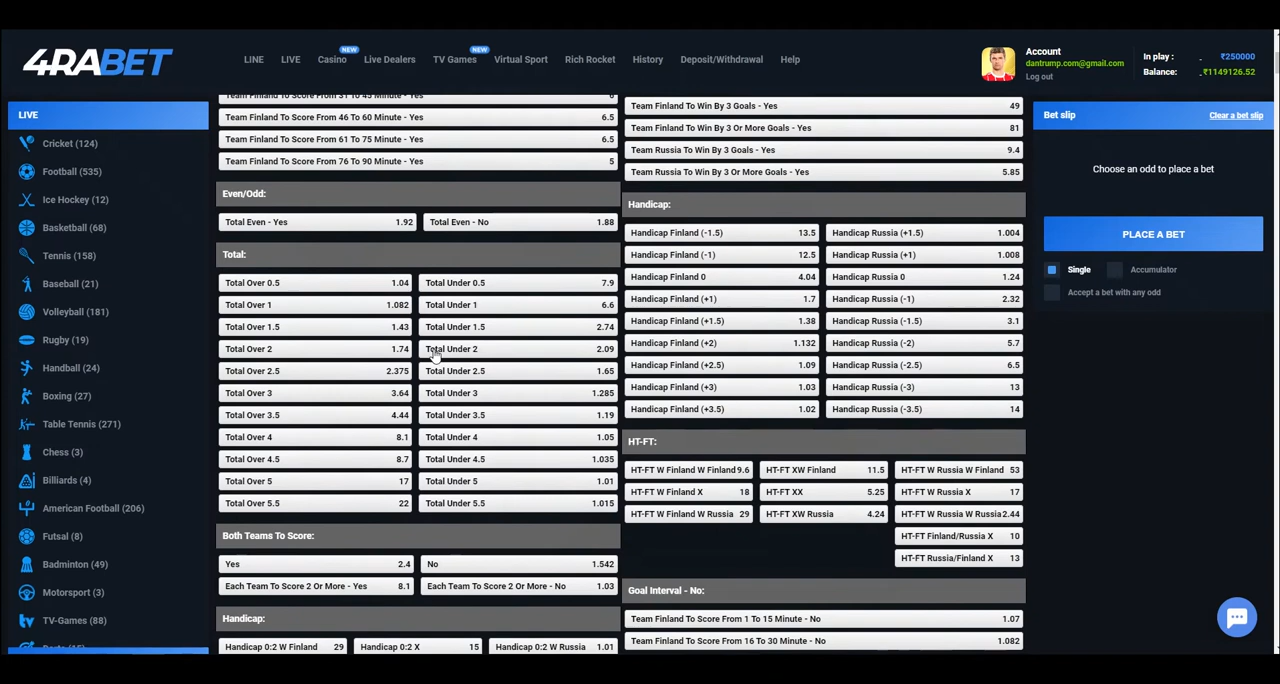 4RABET
LINE
LIVE
Casino
NEW
Live Dealers
TV Games
NEW
Virtual Sport
Rich Rocket
History
Deposit/Withdrawal
Help
Account
dantrump.com@gmail.com
Log out
In play : ₹250000
Balance: ₹1149126.52
LIVE
Cricket (124)
Football (535)
Ice Hockey (12)
Basketball (68)
Tennis (158)
Baseball (21)
Volleyball (181)
Rugby (19)
Handball (24)
Boxing (27)
Table Tennis (271)
Chess (3)
Billiards (4)
American Football (206)
Futsal (8)
Badminton (49)
Motorsport (3)
TV-Games (88)
Team Finland To Score From 31 To 45 Minute - Yes 6
Team Finland To Score From 46 To 60 Minute - Yes 6.5
Team Finland To Score From 61 To 75 Minute - Yes 6.5
Team Finland To Score From 76 To 90 Minute - Yes 5
Even/Odd:
Total Even - Yes 1.92 Total Even - No 1.88
Total:
Total Over 0.5 1.04 Total Under 0.5 7.9
Total Over 1 1.082 Total Under 1 6.6
Total Over 1.5 1.43 Total Under 1.5 2.74
Total Over 2 1.74 Total Under 2 2.09
Total Over 2.5 2.375 Total Under 2.5 1.65
Total Over 3 3.64 Total Under 3 1.285
Total Over 3.5 4.44 Total Under 3.5 1.19
Total Over 4 8.1 Total Under 4 1.05
Total Over 4.5 8.7 Total Under 4.5 1.035
Total Over 5 17 Total Under 5 1.01
Total Over 5.5 22 Total Under 5.5 1.015
Both Teams To Score:
Yes 2.4 No 1.542
Each Team To Score 2 Or More - Yes 8.1 Each Team To Score 2 Or More - No 1.03
Handicap:
Handicap 0:2 W Finland 29 Handicap 0:2 X 15 Handicap 0:2 W Russia 1.01
Team Finland To Win By 3 Goals - Yes 49
Team Finland To Win By 3 Or More Goals - Yes 81
Team Russia To Win By 3 Goals - Yes 9.4
Team Russia To Win By 3 Or More Goals - Yes 5.85
Handicap:
Handicap Finland (-1.5) 13.5 Handicap Russia (+1.5) 1.004
Handicap Finland (-1) 12.5 Handicap Russia (+1) 1.008
Handicap Finland 0 4.04 Handicap Russia 0 1.24
Handicap Finland (+1) 1.7 Handicap Russia (-1) 2.32
Handicap Finland (+1.5) 1.38 Handicap Russia (-1.5) 3.1
Handicap Finland (+2) 1.132 Handicap Russia (-2) 5.7
Handicap Finland (+2.5) 1.09 Handicap Russia (-2.5) 6.5
Handicap Finland (+3) 1.03 Handicap Russia (-3) 13
Handicap Finland (+3.5) 1.02 Handicap Russia (-3.5) 14
HT-FT:
HT-FT W Finland W Finland 9.6 HT-FT XW Finland 11.5 HT-FT W Russia W Finland 53
HT-FT W Finland X 18 HT-FT XX 5.25 HT-FT W Russia X 17
HT-FT W Finland W Russia 29 HT-FT XW Russia 4.24 HT-FT W Russia W Russia 2.44
HT-FT Finland/Russia X 10
HT-FT Russia/Finland X 13
Goal Interval - No:
Team Finland To Score From 1 To 15 Minute - No 1.07
Team Finland To Score From 16 To 30 Minute - No 1.082
Bet slip
Clear a bet slip
Choose an odd to place a bet
PLACE A BET
Single
Accumulator
Accept a bet with any odd